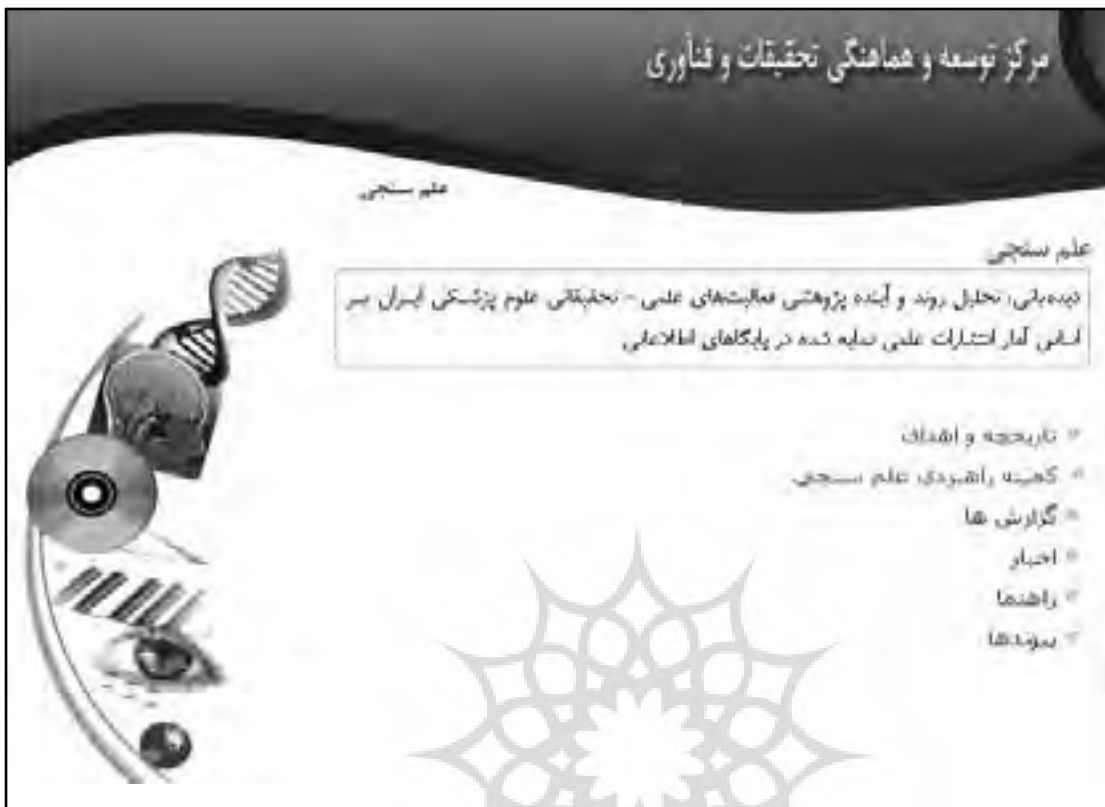 مرکز توسعه و هماهنگی تحقیقات و فنآوری
علم سنجی
علم سنجی
دیده‌بانی، تحلیل روند و آینده پژوهشی فعالیت‌های علمی - تحقیقاتی علوم پزشکی ایران بر
اساس آمار انتشارات علمی نمایه شده در پایگاهای اطلاعاتی
تاریخچه و اهداف
کمیته راهبردی علم سنجی
گزارش ها
اخبار
راهنما
پیوندها